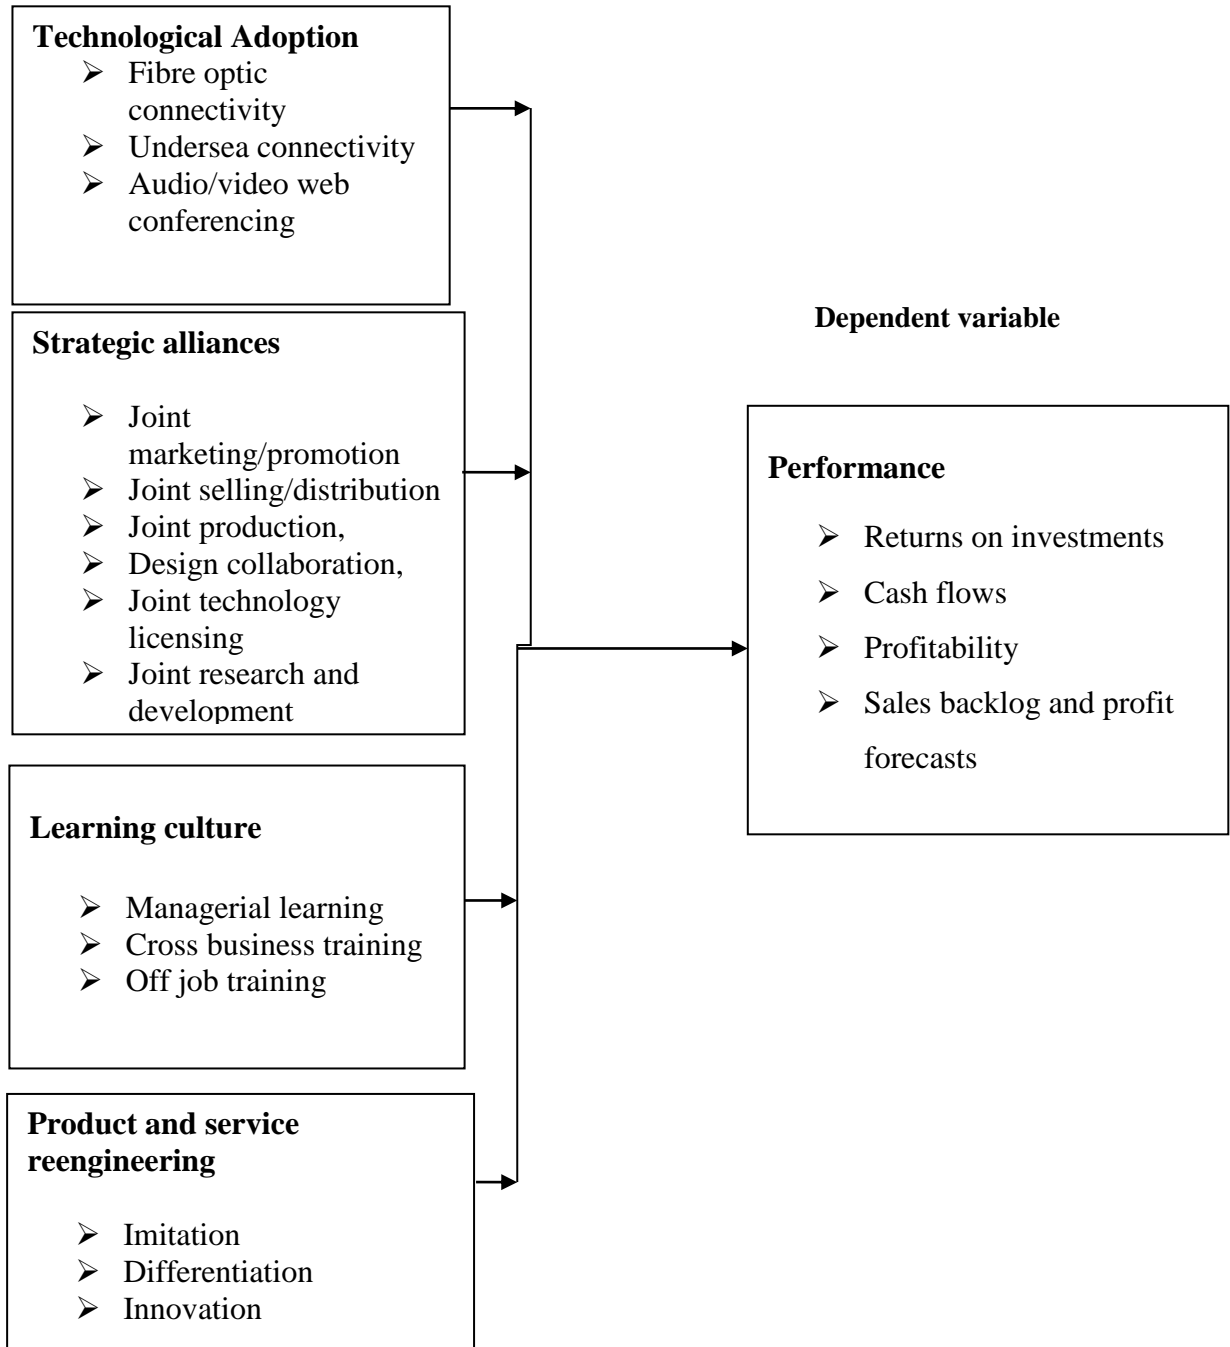 Technological Adoption
➢ Fibre optic
connectivity
➢ Undersea connectivity
➢ Audio/video web
conferencing
Strategic alliances
➢ Joint
marketing/promotion
➢ Joint selling/distribution
➢ Joint production,
➢ Design collaboration,
➢ Joint technology
licensing
➢ Joint research and
development
Learning culture
➢ Managerial learning
➢ Cross business training
➢ Off job training
Product and service
reengineering
➢ Imitation
➢ Differentiation
➢ Innovation
Dependent variable
Performance
➢ Returns on investments
➢ Cash flows
➢ Profitability
➢ Sales backlog and profit
forecasts